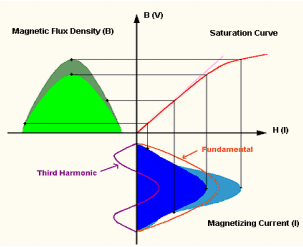 B (V)
Magnetic Flux Density (B)
Saturation Curve
H (I)
Fundamental
Third Harmonic
Magnetizing Current (I)